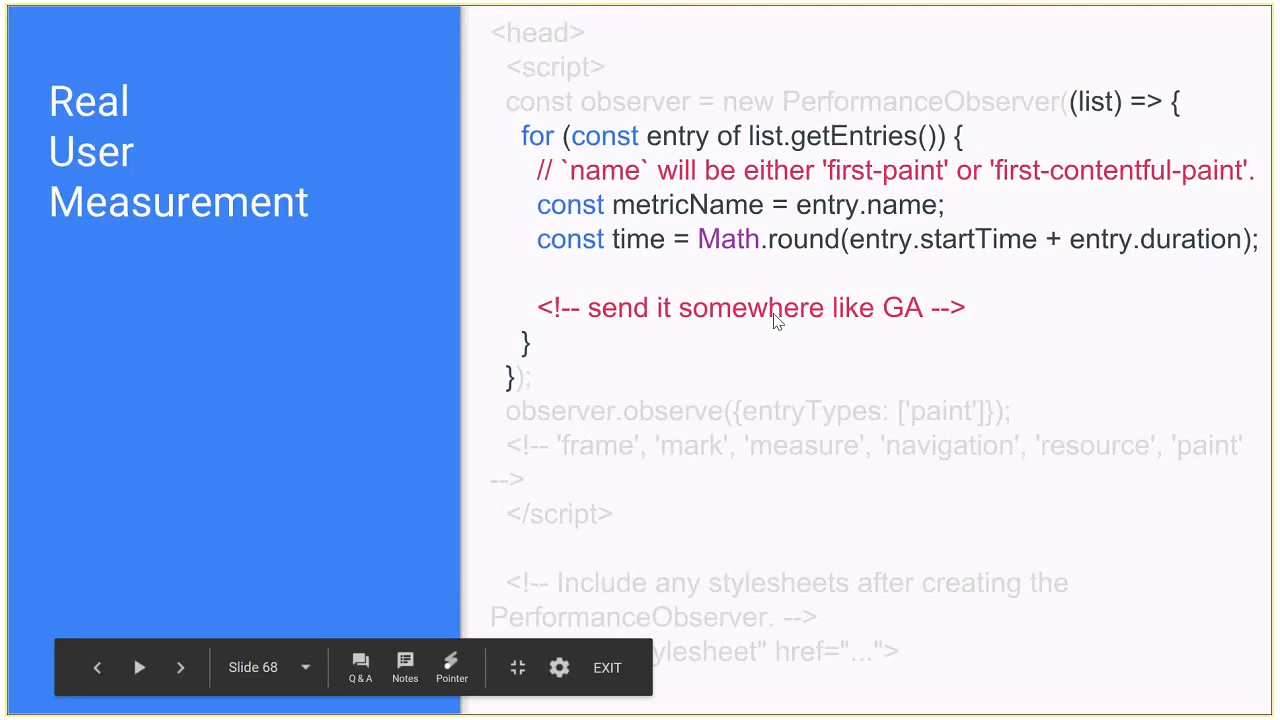 Real
User
Measurement
<head>
<script>
const observer = new PerformanceObserver((list) => {
for (const entry of list.getEntries()) {
// `name` will be either 'first-paint' or 'first-contentful-paint'.
const metricName = entry.name;
const time = Math.round(entry.startTime + entry.duration);
<!-- send it somewhere like GA -->
}
});
observer.observe({entryTypes: ['paint']});
<!-- 'frame', 'mark', 'measure', 'navigation', 'resource', 'paint'
-->
</script>
<!-- Include any stylesheets after creating the
PerformanceObserver. -->
ylesheet" href="...">
Slide 68
Q & A
Notes
Pointer
EXIT